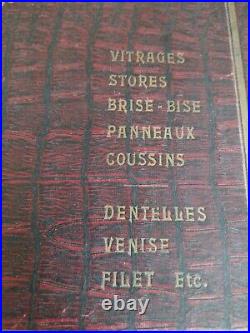 VITRAGES
STORES
BRISE-BISE
PANNEAUX
COUSSINS
DENTELLES
VENISE
FILET Etc.